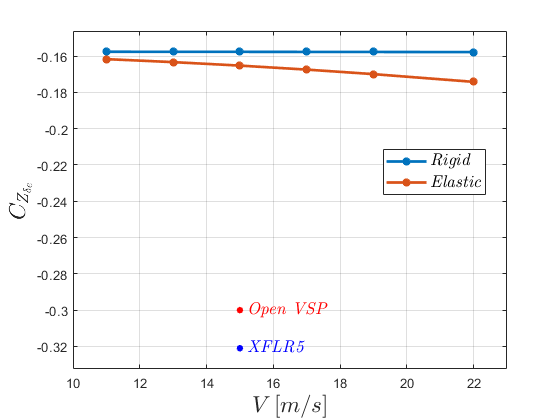 -0.16
-0.18
-0.2
-0.22
-0.24
-0.26
-0.28
-0.3
-0.32
C_{Z_{δe}}
Rigid
Elastic
Open VSP
XFLR5
10 12 14 16 18 20 22
V [m/s]